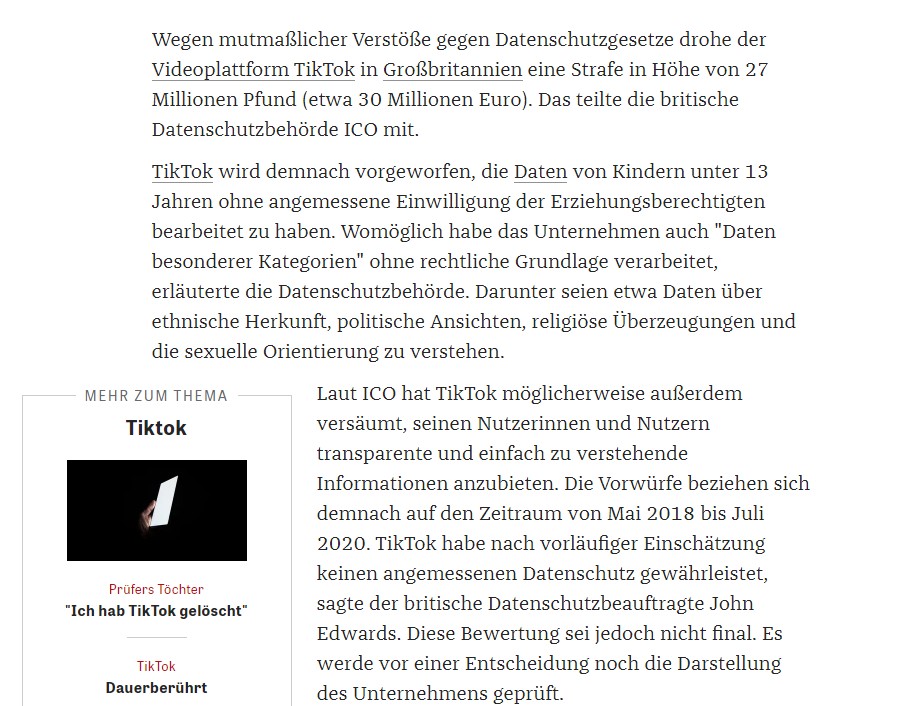 Wegen mutmaßlicher Verstöße gegen Datenschutzgesetze drohe der
Videoplattform TikTok in Großbritannien eine Strafe in Höhe von 27
Millionen Pfund (etwa 30 Millionen Euro). Das teilte die britische
Datenschutzbehörde ICO mit.
TikTok wird demnach vorgeworfen, die Daten von Kindern unter 13
Jahren ohne angemessene Einwilligung der Erziehungsberechtigten
bearbeitet zu haben. Womöglich habe das Unternehmen auch "Daten
besonderer Kategorien" ohne rechtliche Grundlage verarbeitet,
erläuterte die Datenschutzbehörde. Darunter seien etwa Daten über
ethnische Herkunft, politische Ansichten, religiöse Überzeugungen und
die sexuelle Orientierung zu verstehen.
MEHR ZUM THEMA
Tiktok
Prüfers Töchter
"Ich hab TikTok gelöscht"
TikTok
Dauerberührt
Laut ICO hat TikTok möglicherweise außerdem
versäumt, seinen Nutzerinnen und Nutzern
transparente und einfach zu verstehende
Informationen anzubieten. Die Vorwürfe beziehen sich
demnach auf den Zeitraum von Mai 2018 bis Juli
2020. TikTok habe nach vorläufiger Einschätzung
keinen angemessenen Datenschutz gewährleistet,
sagte der britische Datenschutzbeauftragte John
Edwards. Diese Bewertung sei jedoch nicht final. Es
werde vor einer Entscheidung noch die Darstellung
des Unternehmens geprüft.